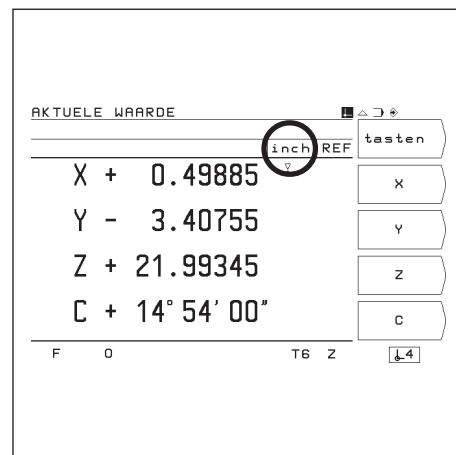 AKTUELE WAARDE
tasten
inch REF
X + 0.49885
X
Y - 3.40755
Y
Z + 21.99345
Z
C + 14° 54' 00"
C
F 0 T6 Z
4